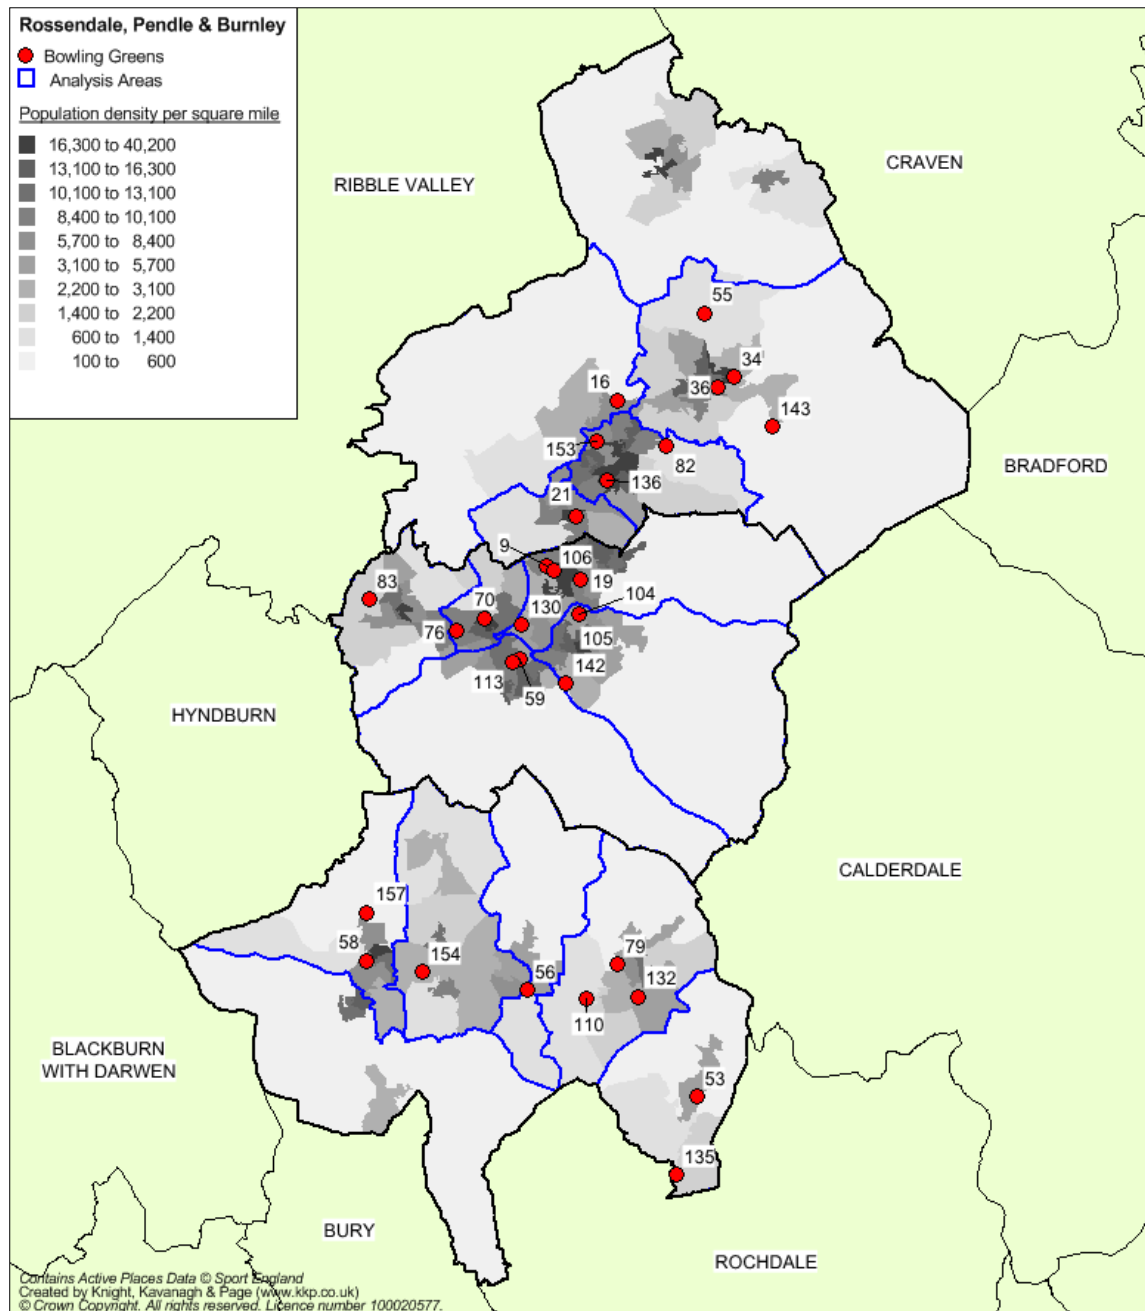 Rossendale, Pendle & Burnley
Bowling Greens
Analysis Areas
Population density per square mile
16,300 to 40,200
13,100 to 16,300
10,100 to 13,100
8,400 to 10,100
5,700 to 8,400
3,100 to 5,700
2,200 to 3,100
1,400 to 2,200
600 to 1,400
100 to 600
CRAVEN
RIBBLE VALLEY
55
34
36
16
143
153
82
BRADFORD
136
21
9
106
83
19
70
130
104
76
105
142
113
59
HYNDBURN
CALDERDALE
157
58
154
79
56
132
110
BLACKBURN
WITH DARWEN
53
135
BURY
ROCHDALE
Contains Active Places Data © Sport England
Created by Knight, Kavanagh & Page (www.kkp.co.uk)
© Crown Copyright. All rights reserved. Licence number 100020577.